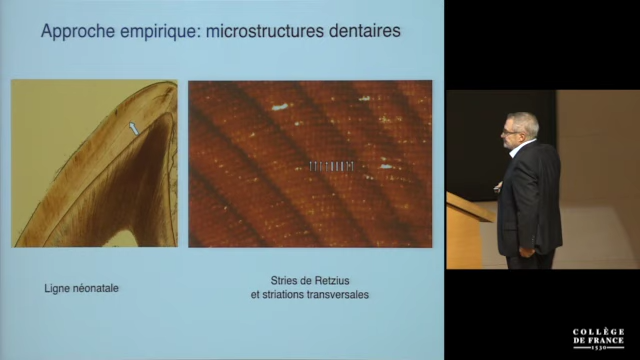 Approche empirique: microstructures dentaires
Ligne néonatale
Stries de Retzius
et striations transversales
COLLÈGE
DE FRANCE
1530